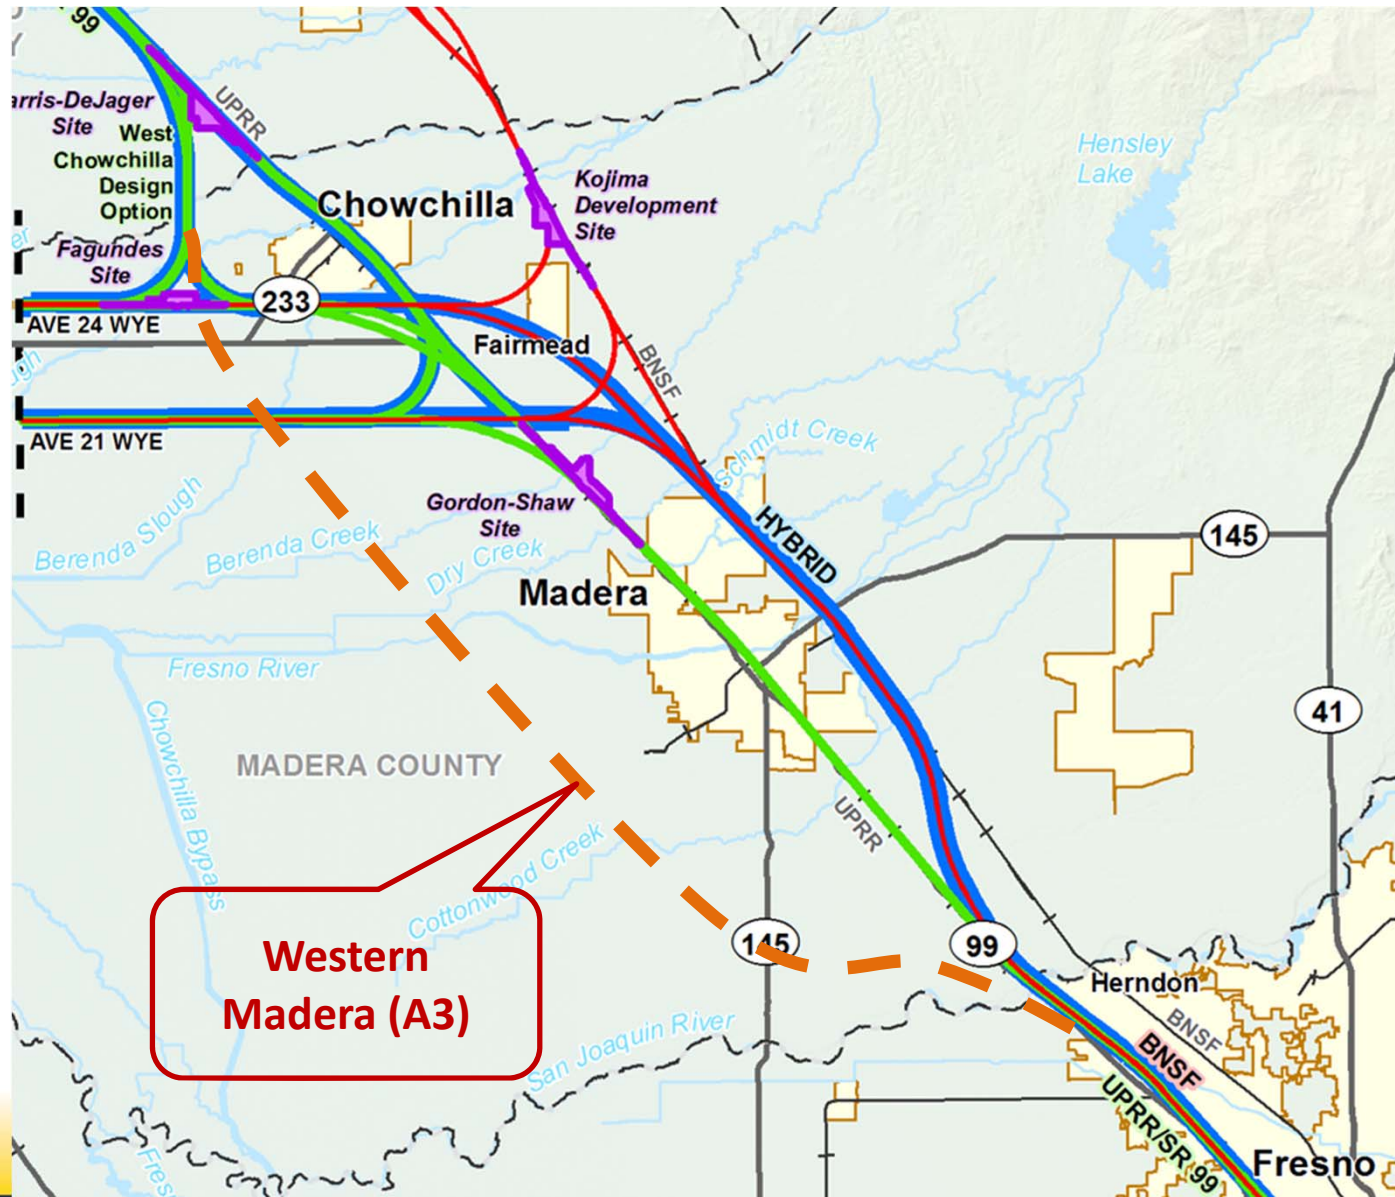 99
arris-DeJager
Site
UPRR
West
Chowchilla
Design
Option
Chowchilla
Kojima
Development
Site
Hensley
Lake
Fagundes
Site
233
AVE 24 WYE
Fairmead
BNSF
AVE 21 WYE
Schmidt Creek
Gordon-Shaw
Site
HYBRID
145
Berenda Slough
Berenda Creek
Dry Creek
Madera
Fresno River
41
Chowchilla Bypass
MADERA COUNTY
UPRR
Cottonwood Creek
Western
Madera (A3)
145
99
Herndon
BNSF
San Joaquin River
BNSF
UPRR/SR 99
Fresno